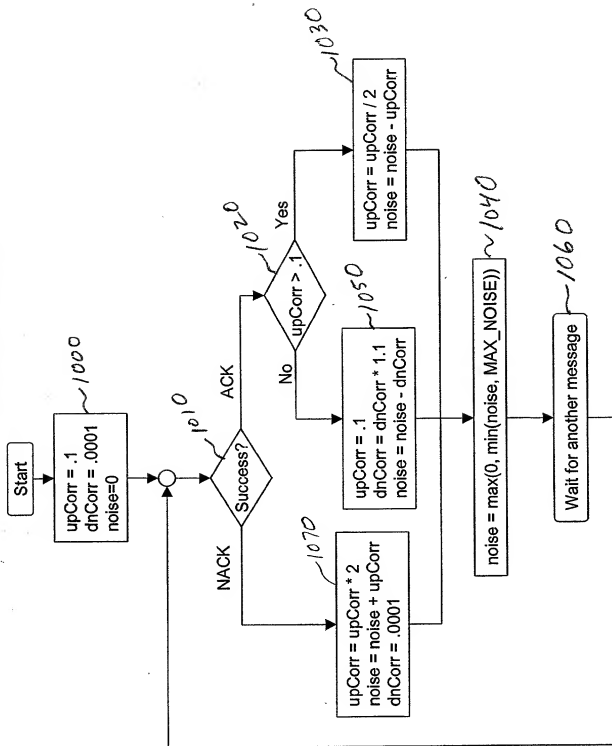 Start
1000
upCorr = .1
dnCorr = .0001
noise=0
1010
Success?
NACK
ACK
1020
upCorr > .1
No
Yes
1070
upCorr = upCorr * 2
noise = noise + upCorr
dnCorr = .0001
1050
upCorr = .1
dnCorr = dnCorr * 1.1
noise = noise - dnCorr
1030
upCorr = upCorr / 2
noise = noise - upCorr
1040
noise = max(0, min(noise, MAX_NOISE))
1060
Wait for another message